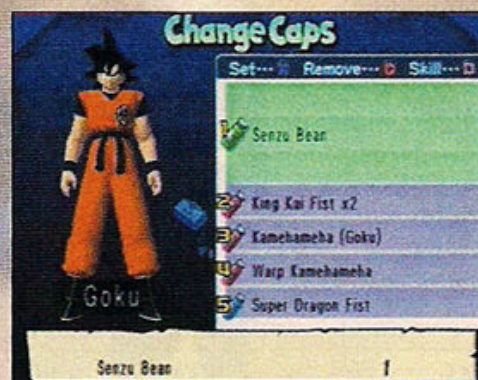 Change Caps
Set--- Remove--- Skill---
1 Senzu Bean
2 King Kai Fist x2
3 Kamehameha (Goku)
4 Warp Kamehameha
5 Super Dragon Fist
Goku
Senzu Bean 1